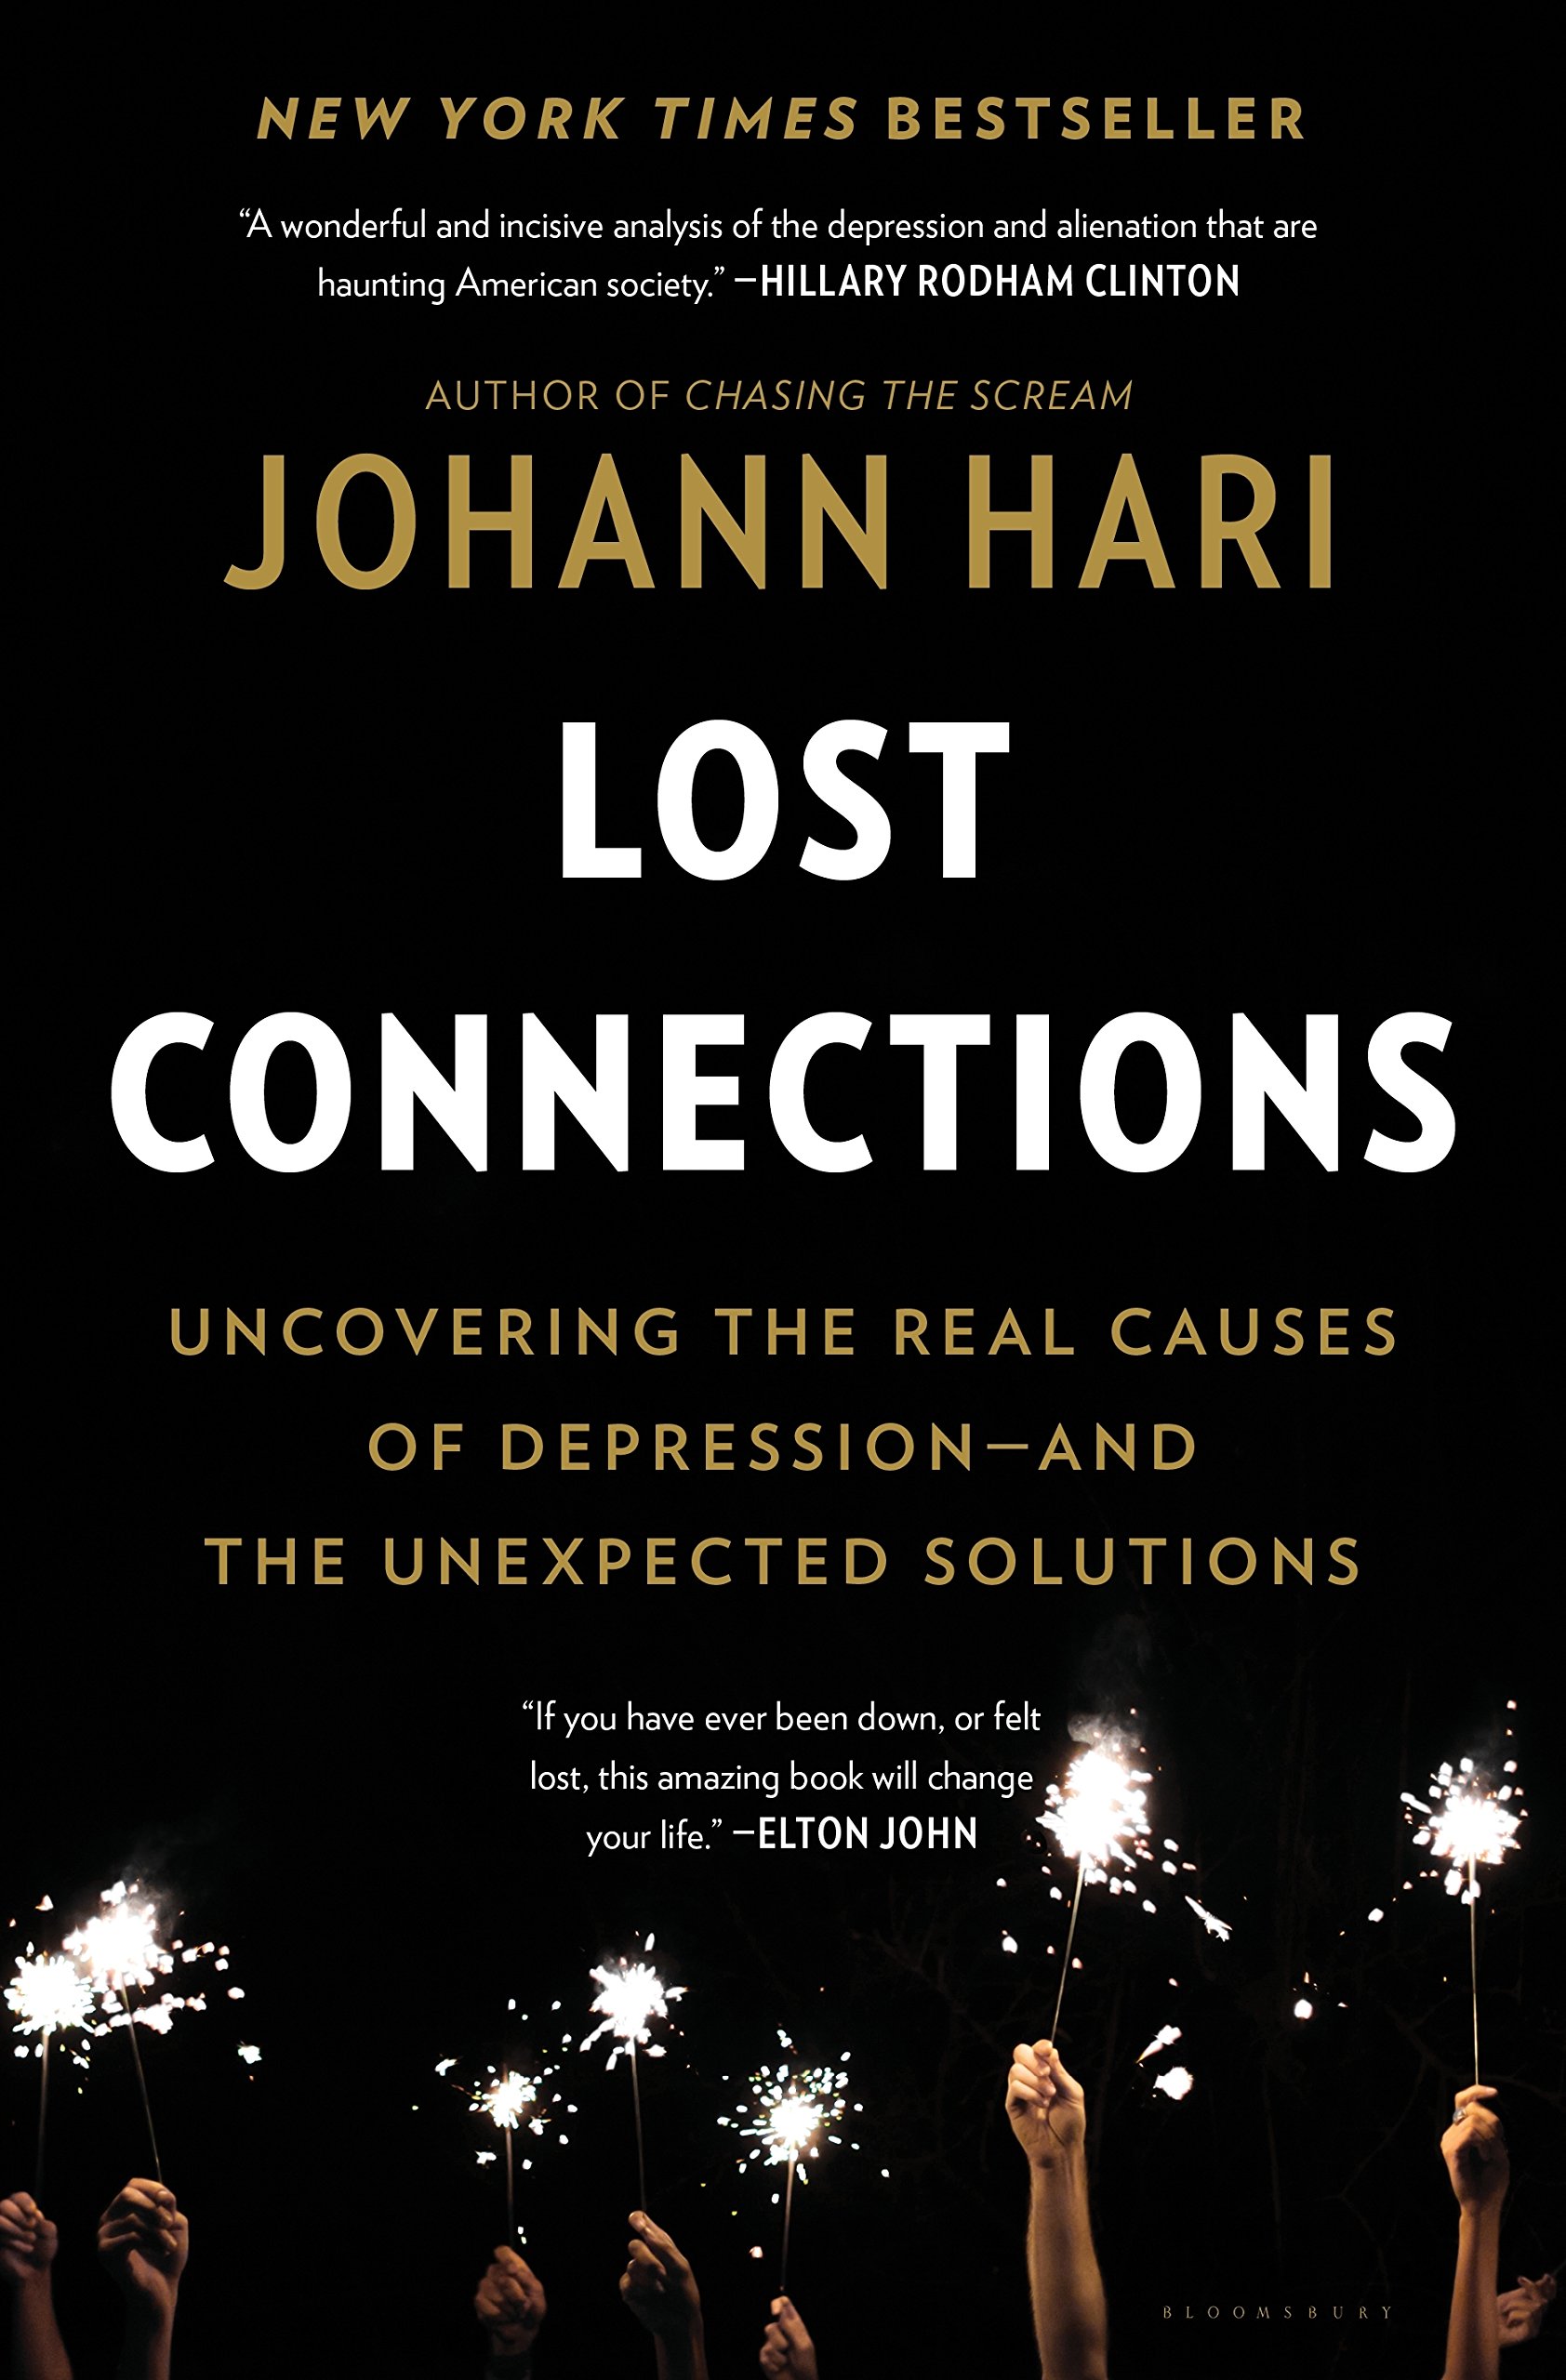 NEW YORK TIMES BESTSELLER
“A wonderful and incisive analysis of the depression and alienation that are
haunting American society.” —HILLARY RODHAM CLINTON
AUTHOR OF CHASING THE SCREAM
JOHANN HARI
LOST
CONNECTIONS
UNCOVERING THE REAL CAUSES
OF DEPRESSION—AND
THE UNEXPECTED SOLUTIONS
“If you have ever been down, or felt
lost, this amazing book will change
your life.” —ELTON JOHN
BLOOMSBURY